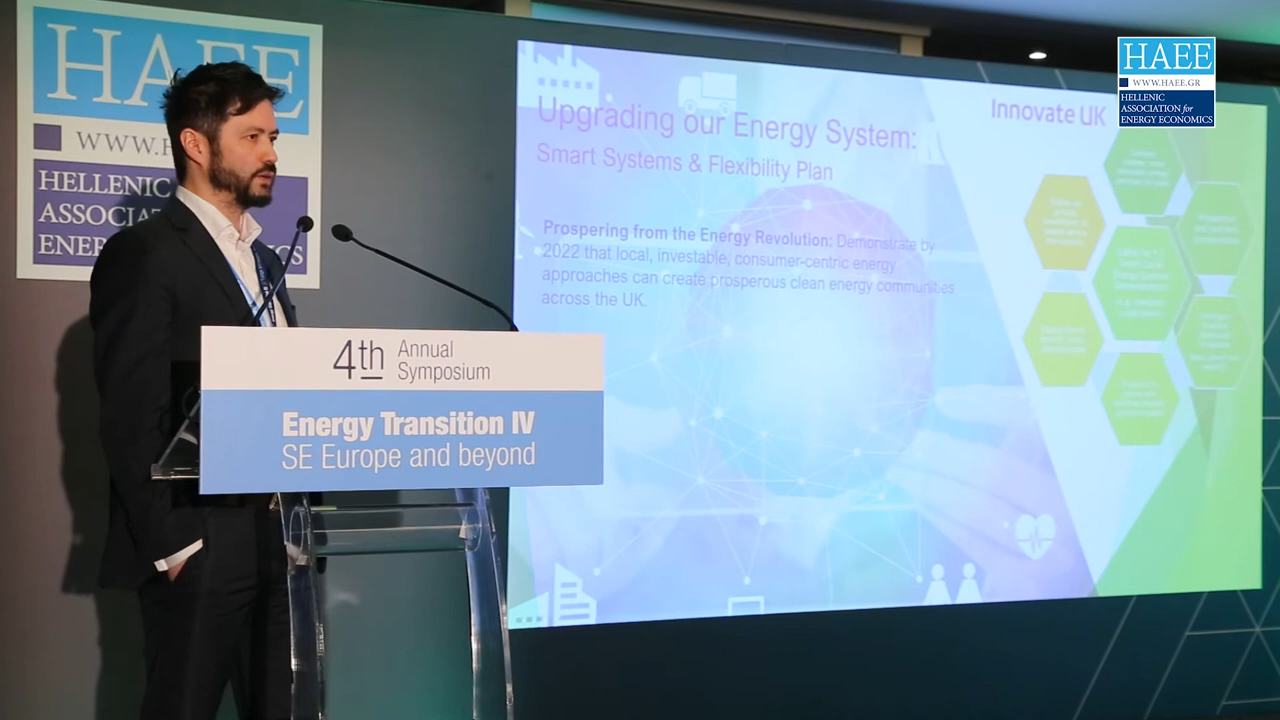 HAEE
WWW.H
HELLENIC
ASSOCIA
ENER
CS
4th
Annual
Symposium
Energy Transition IV
SE Europe and beyond
Upgrading our Energy System:
Smart Systems & Flexibility Plan
Prospering from the Energy Revolution: Demonstrate by
2022 that local, investable, consumer-centric energy
approaches can create prosperous clean energy communities
across the UK.
Innovate UK
HAEE
WWW.HAEE.GR
HELLENIC
ASSOCIATION for
ENERGY ECONOMICS